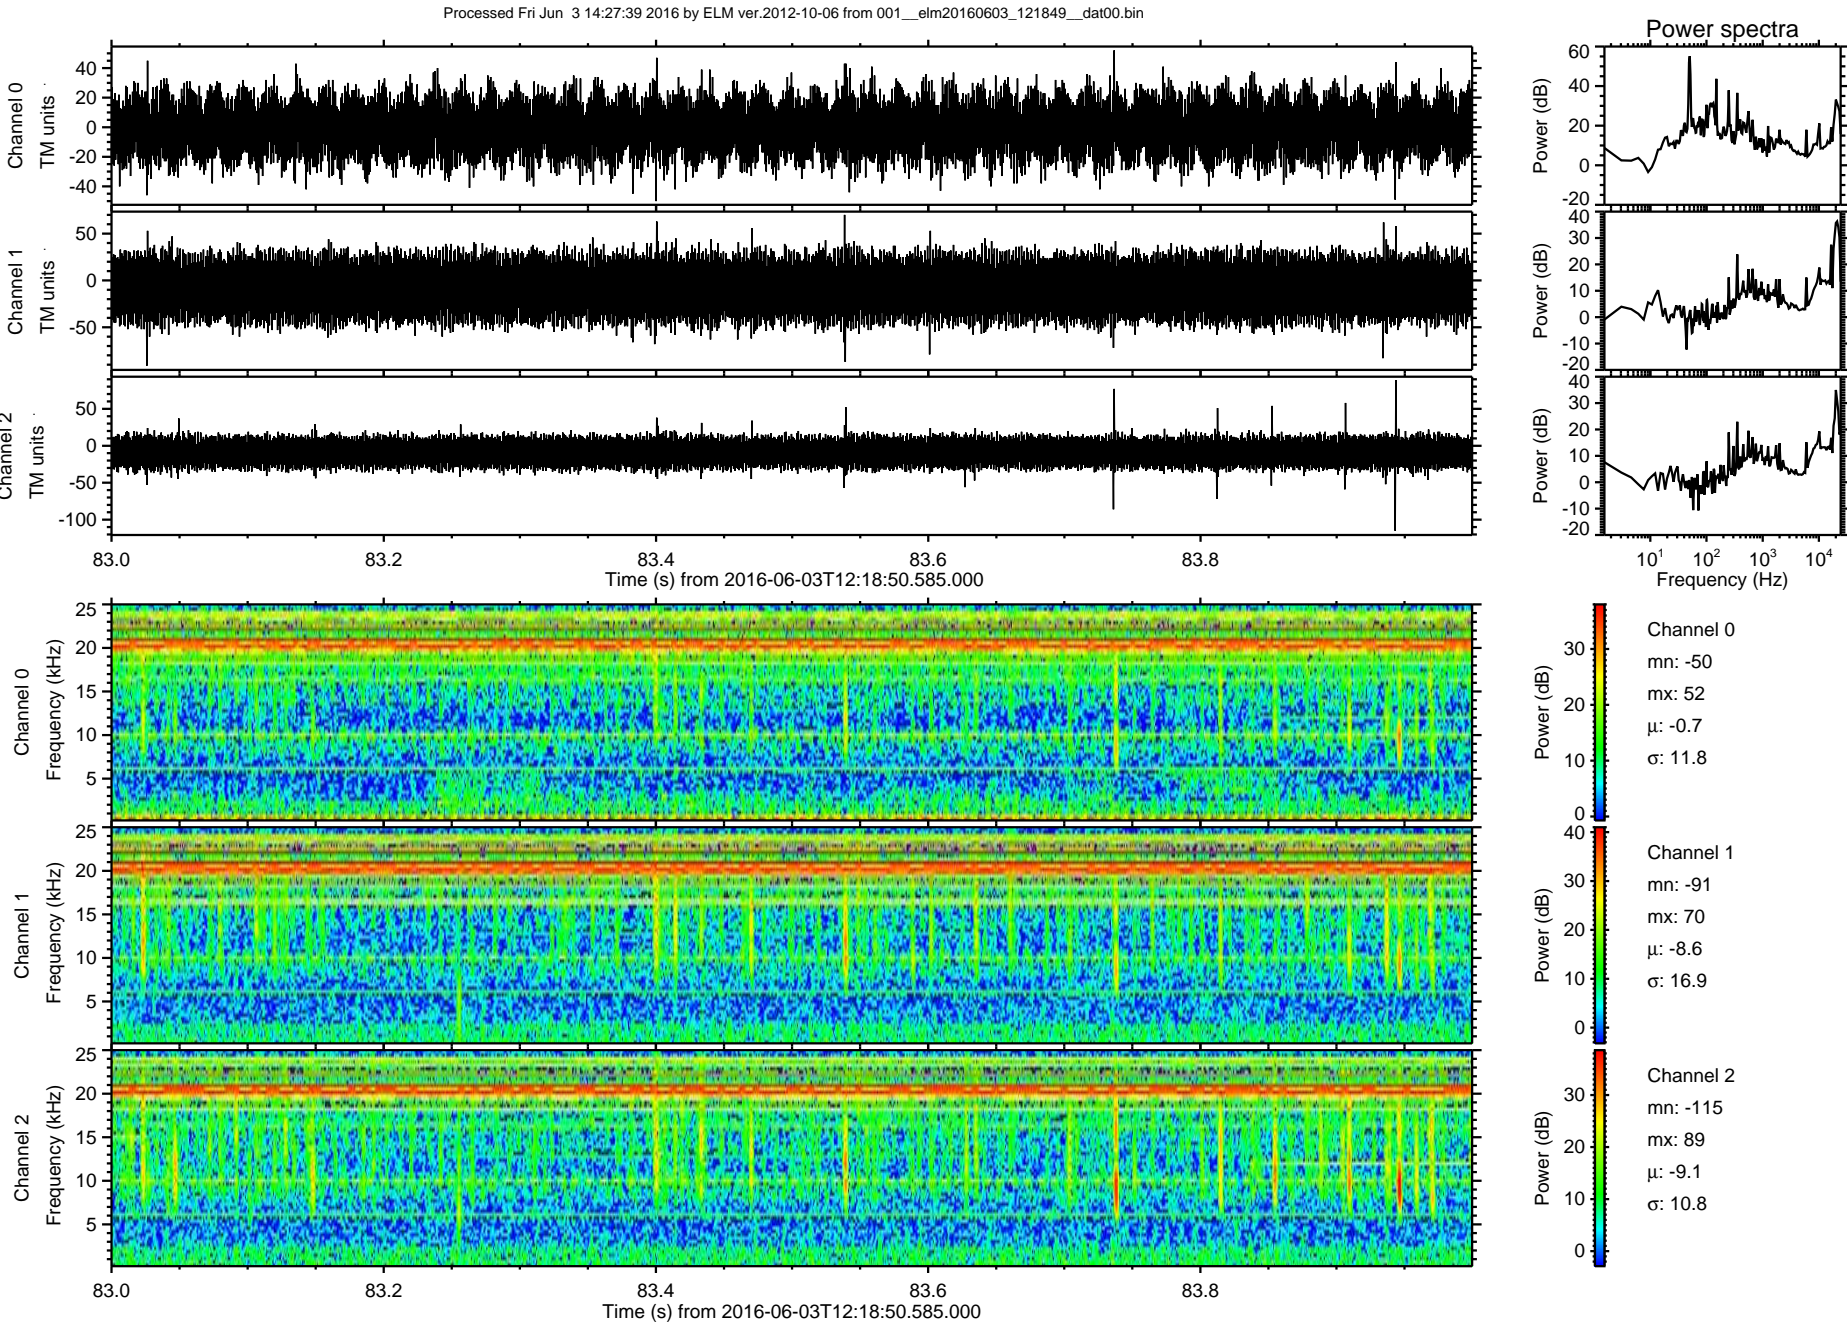 Processed Fri Jun  3 14:27:39 2016 by ELM ver.2012-10-06 from 001__elm20160603_121849__dat00.bin
Power spectra
Channel 0
TM units
40
20
0
-20
-40
Power (dB)
60
40
20
0
-20
Channel 1
TM units
50
0
-50
Power (dB)
40
30
20
10
0
-10
-20
Channel 2
TM units
50
0
-50
-100
Power (dB)
40
30
20
10
0
-10
-20
83.0 83.2 83.4 83.6 83.8
Time (s) from 2016-06-03T12:18:50.585.000
10^1 10^2 10^3 10^4
Frequency (Hz)
Channel 0
Frequency (kHz)
25
20
15
10
5
Power (dB)
30
20
10
0
Channel 0
mn: -50
mx: 52
μ: -0.7
σ: 11.8
Channel 1
Frequency (kHz)
25
20
15
10
5
Power (dB)
40
30
20
10
0
Channel 1
mn: -91
mx: 70
μ: -8.6
σ: 16.9
Channel 2
Frequency (kHz)
25
20
15
10
5
Power (dB)
30
20
10
0
Channel 2
mn: -115
mx: 89
μ: -9.1
σ: 10.8
83.0 83.2 83.4 83.6 83.8
Time (s) from 2016-06-03T12:18:50.585.000